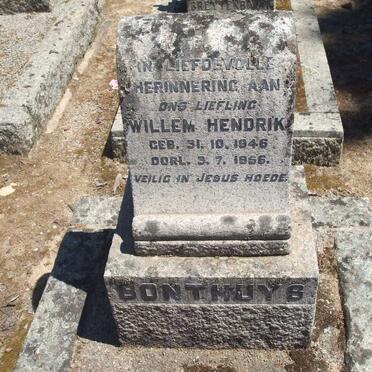 IN LIEFDEVOLLE
HERINNERING AAN
ONS LIEFLING
WILLEM HENDRIK
GEB. 31. 10. 1946
OORL. 3. 7. 1956.
VEILIG IN JESUS HOEDE.
BONTHUYS